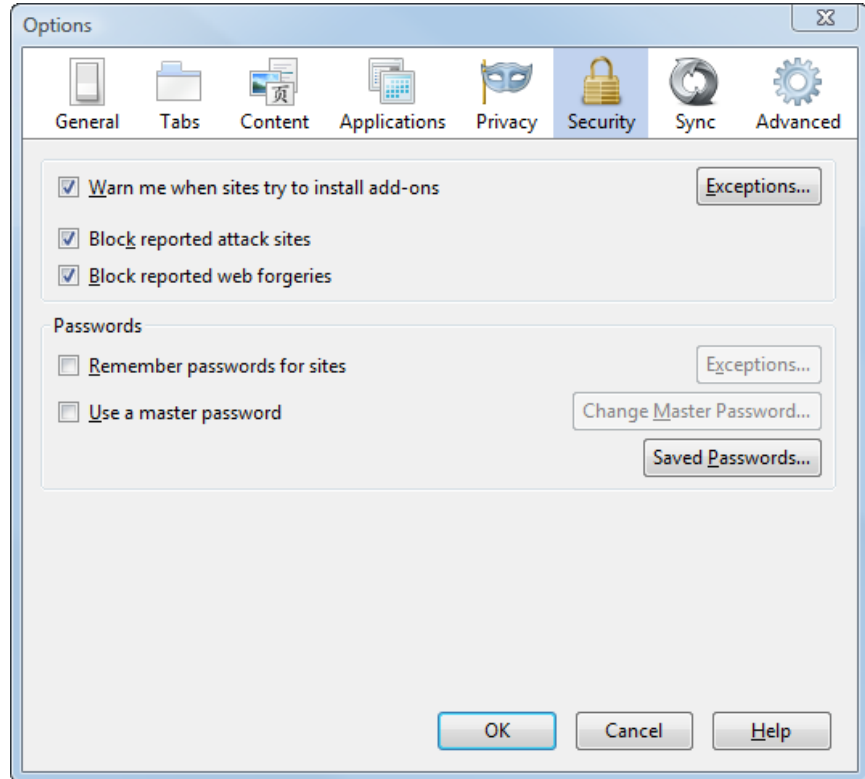 Options
General Tabs Content Applications Privacy Security Sync Advanced
页
Warn me when sites try to install add-ons Exceptions...
Block reported attack sites
Block reported web forgeries
Passwords
Remember passwords for sites Exceptions...
Use a master password Change Master Password...
Saved Passwords...
OK Cancel Help